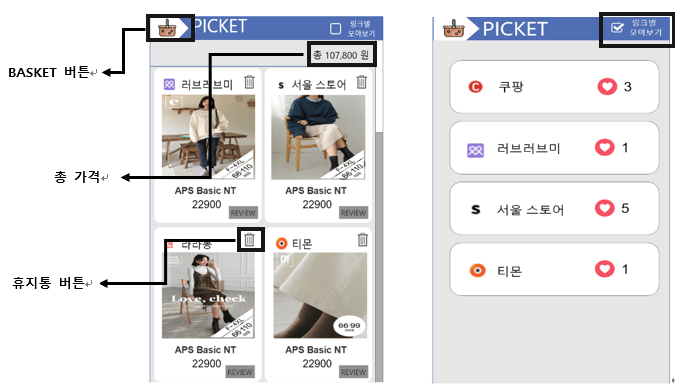 PICKET
링크별
모아보기
PICKET
링크별
모아보기
총 107,800 원
BASKET 버튼
러브러브미
서울 스토어
쿠팡
3
러브러브미
1
총 가격
APS Basic NT
22900
REVIEW
APS Basic NT
22900
REVIEW
서울 스토어
5
티몬
티몬
1
휴지통 버튼
Love, check
F~4XL
66-110
66-99
APS Basic NT
22900
REVIEW
APS Basic NT
22900
REVIEW